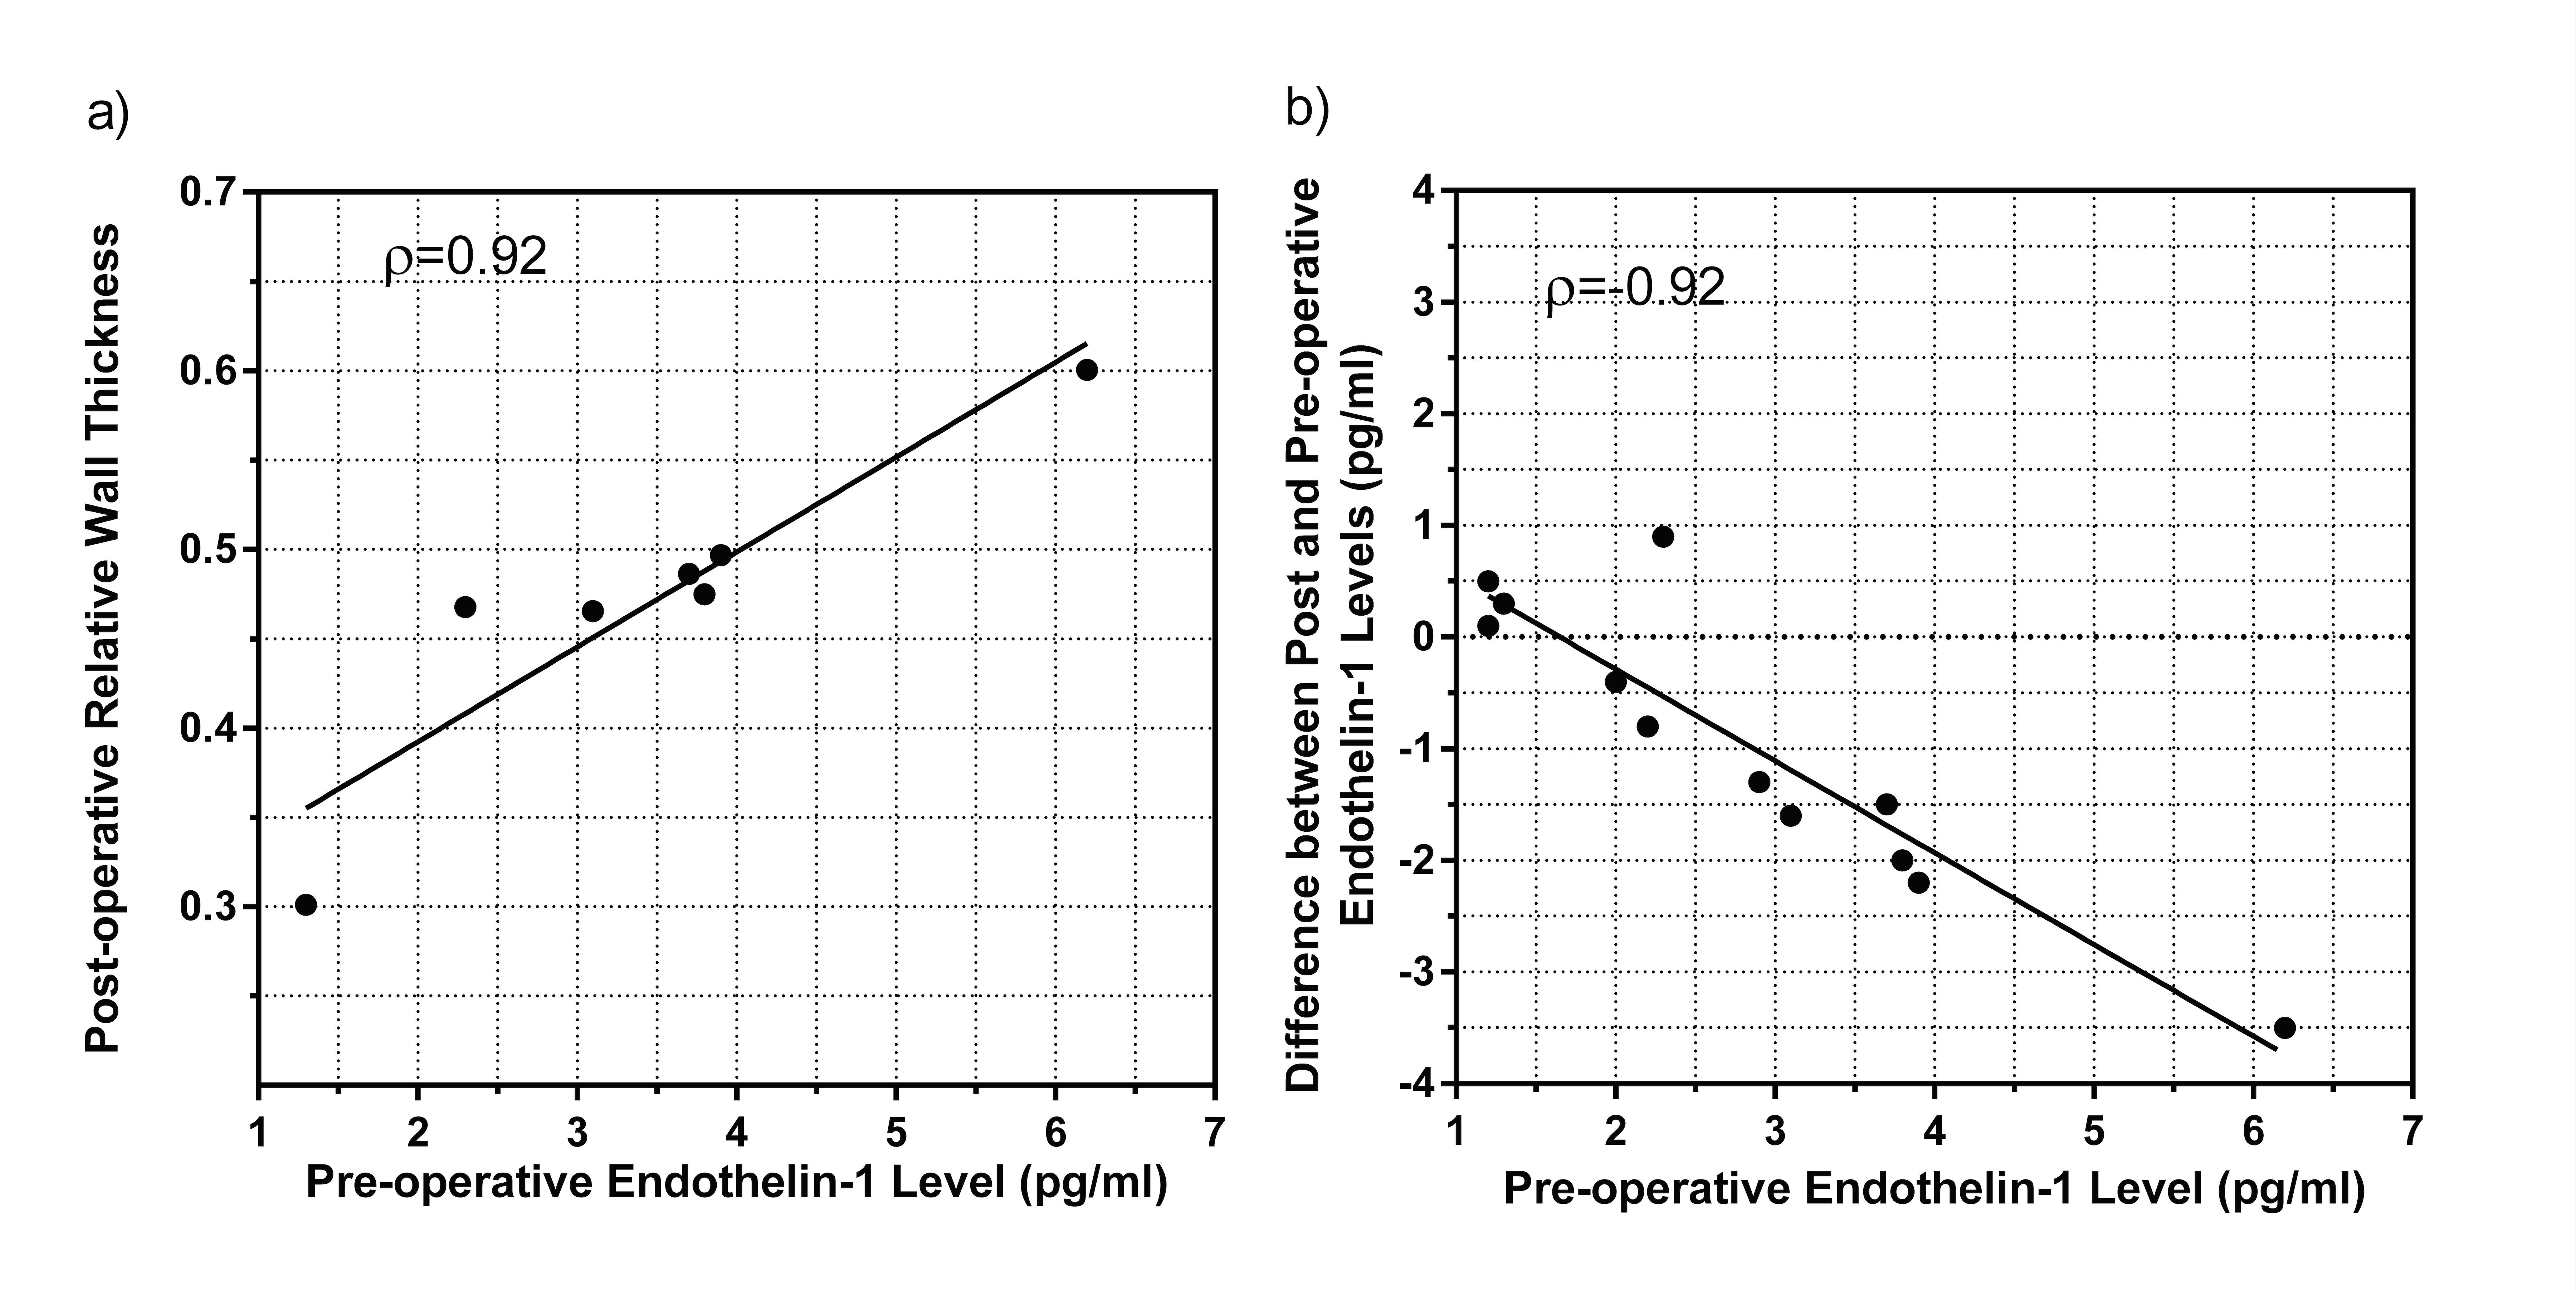 a)
Post-operative Relative Wall Thickness
0.7
0.6
0.5
0.4
0.3
ρ=0.92
1 2 3 4 5 6 7
Pre-operative Endothelin-1 Level (pg/ml)
b)
Difference between Post and Pre-operative
Endothelin-1 Levels (pg/ml)
4
3
2
1
0
-1
-2
-3
-4
ρ=-0.92
1 2 3 4 5 6 7
Pre-operative Endothelin-1 Level (pg/ml)